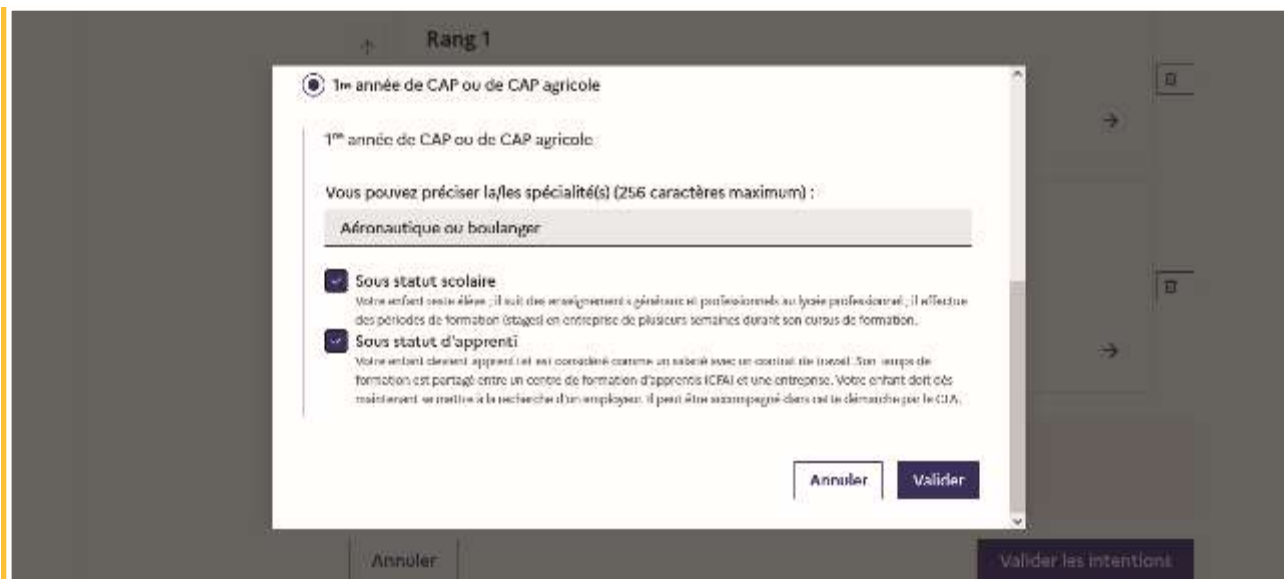 Rang 1
1re année de CAP ou de CAP agricole
1re année de CAP ou de CAP agricole
Vous pouvez préciser la/les spécialité(s) (256 caractères maximum) :
Aéronautique ou boulanger
Sous statut scolaire
Votre enfant reste élève ; il suit des enseignements généraux et professionnels au lycée professionnel ; il effectue
des périodes de formation (stages) en entreprise de plusieurs semaines durant son cursus de formation.
Sous statut d'apprenti
Votre enfant devient apprenti et est considéré comme un salarié avec un contrat de travail. Son temps de
formation est partagé entre un centre de formation d'apprentis (CFA) et une entreprise. Votre enfant doit dès
maintenant se mettre à la recherche d'un employeur. Il peut être accompagné dans cette démarche par le CFA.
Annuler Valider
Annuler Valider les intentions